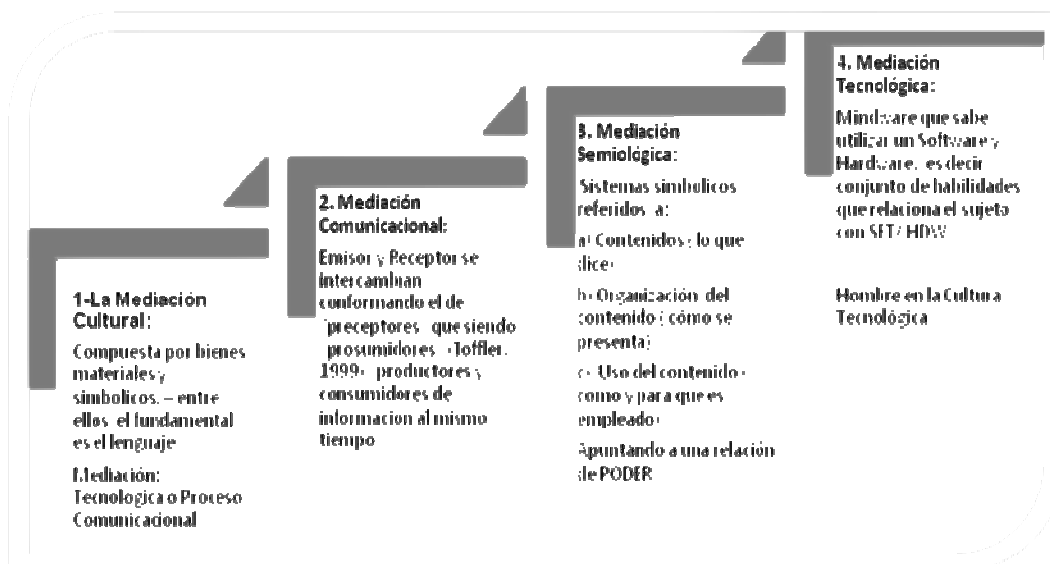 1-La Mediación
Cultural:
Compuesta por bienes
materiales y
simbolicos. – entre
ellos el fundamental
es el lenguaje
Mediación:
Tecnologica o Proceso
Comunicacional
2. Mediación
Comunicacional:
Emisor y Receptor se
intercambian
conformando el de
preceptores que siendo
prosumidores (Toffler,
1999) productores y
consumidores de
informacion al mismo
tiempo
3. Mediación
Semiológica:
Sistemas simbolicos
referidos a:
a) Contenidos (lo que
dice)
b) Organización del
contenido ( cómo se
presenta)
c) Uso del contenido (
como y para que es
empleado)
Apuntando a una relación
de PODER
4. Mediación
Tecnológica:
Mindware que sabe
utilizar un Software y
Hardware, es decir
conjunto de habilidades
que relaciona el sujeto
con SFT/ HDW
Hombre en la Cultura
Tecnológica